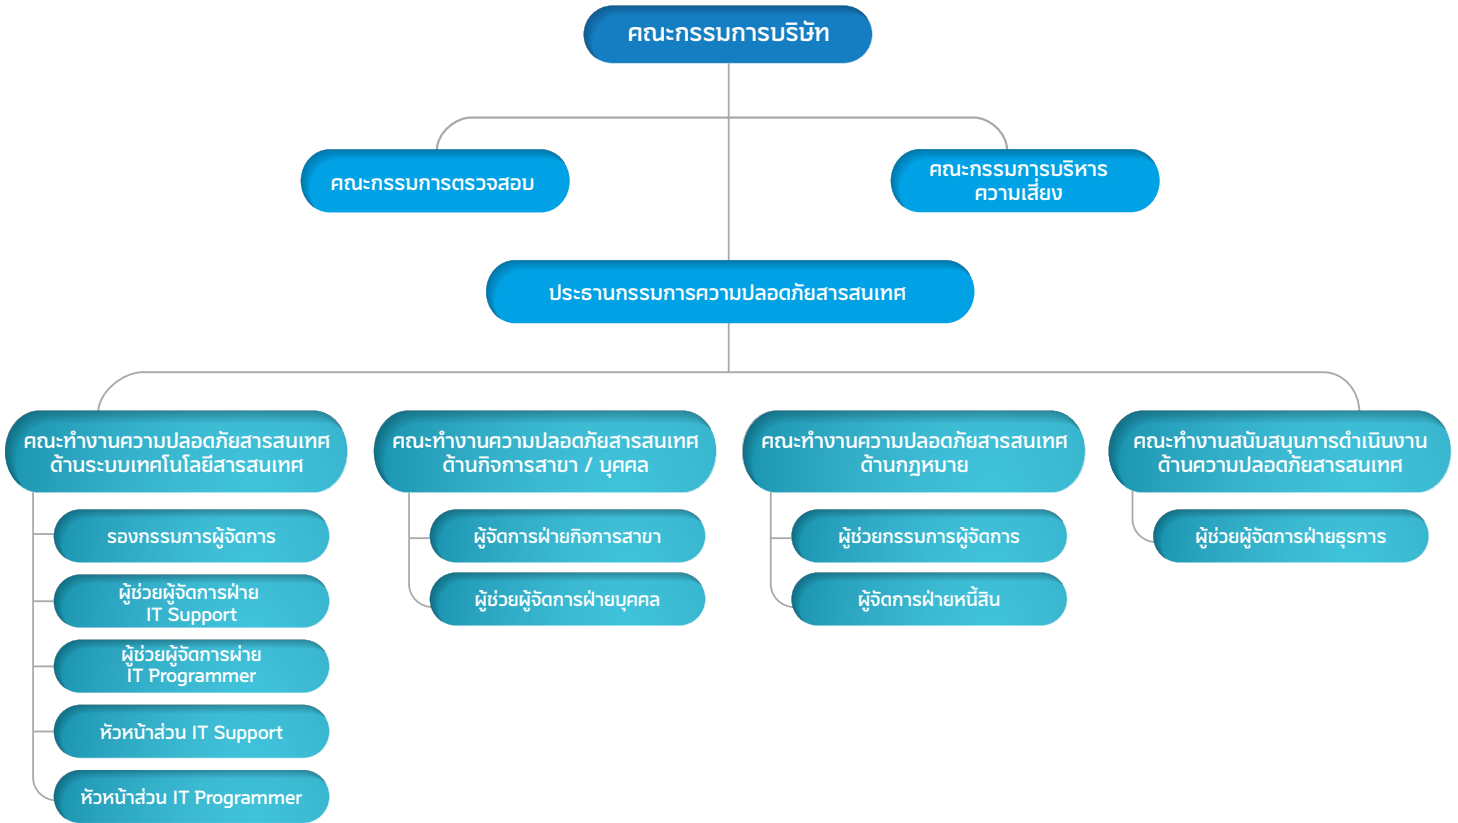 คณะกรรมการบริษัท
คณะกรรมการตรวจสอบ
คณะกรรมการบริหาร
ความเสี่ยง
ประธานกรรมการความปลอดภัยสารสนเทศ
คณะทำงานความปลอดภัยสารสนเทศ
ด้านระบบเทคโนโลยีสารสนเทศ
รองกรรมการผู้จัดการ
ผู้ช่วยผู้จัดการฝ่าย
IT Support
ผู้ช่วยผู้จัดการผ่าย
IT Programmer
หัวหน้าส่วน IT Support
หัวหน้าส่วน IT Programmer
คณะทำงานความปลอดภัยสารสนเทศ
ด้านกิจการสาขา / บุคคล
ผู้จัดการฝ่ายกิจการสาขา
ผู้ช่วยผู้จัดการฝ่ายบุคคล
คณะทำงานความปลอดภัยสารสนเทศ
ด้านกฎหมาย
ผู้ช่วยกรรมการผู้จัดการ
ผู้จัดการฝ่ายหนี้สิน
คณะทำงานสนับสนุนการดำเนินงาน
ด้านความปลอดภัยสารสนเทศ
ผู้ช่วยผู้จัดการฝ่ายธุรการ